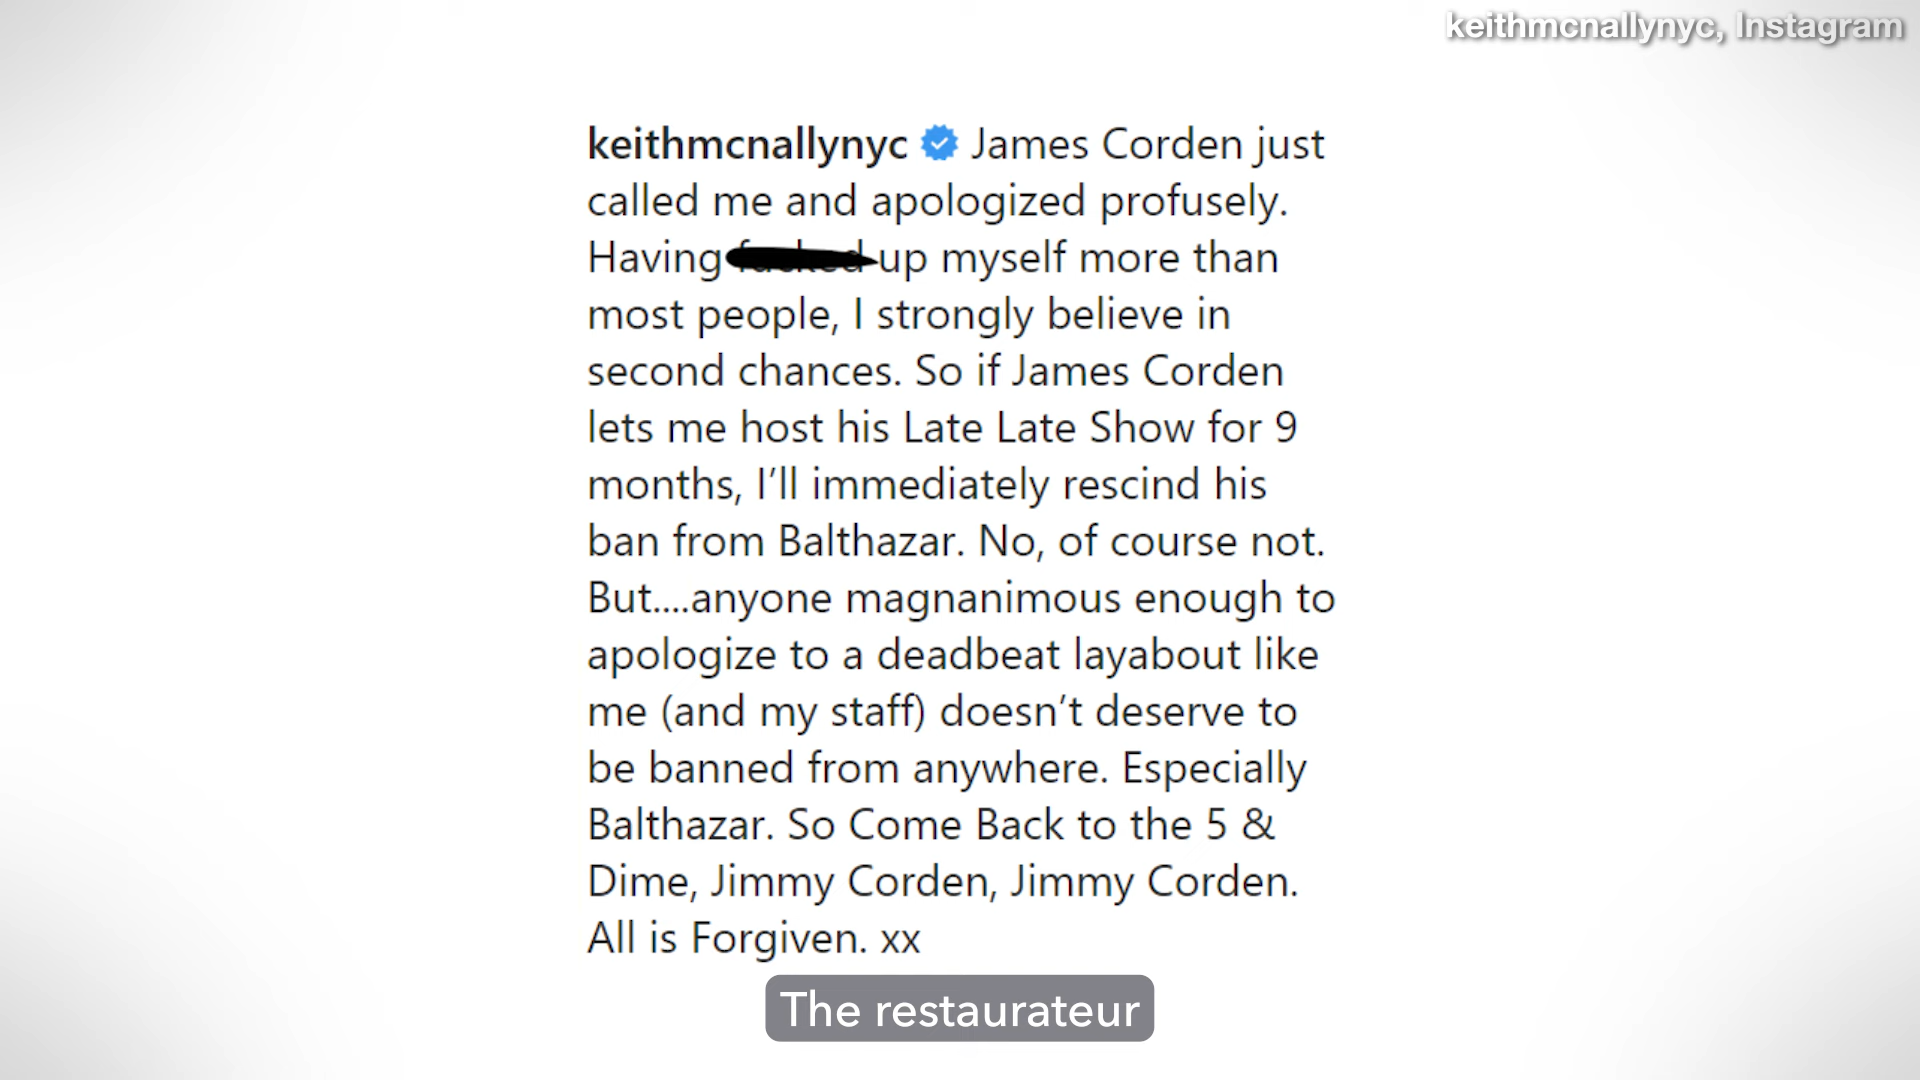 keithmcnallynyc, Instagram
keithmcnallynyc James Corden just
called me and apologized profusely.
Having fucked up myself more than
most people, I strongly believe in
second chances. So if James Corden
lets me host his Late Late Show for 9
months, I’ll immediately rescind his
ban from Balthazar. No, of course not.
But....anyone magnanimous enough to
apologize to a deadbeat layabout like
me (and my staff) doesn’t deserve to
be banned from anywhere. Especially
Balthazar. So Come Back to the 5 &
Dime, Jimmy Corden, Jimmy Corden.
All is Forgiven. xx
The restaurateur